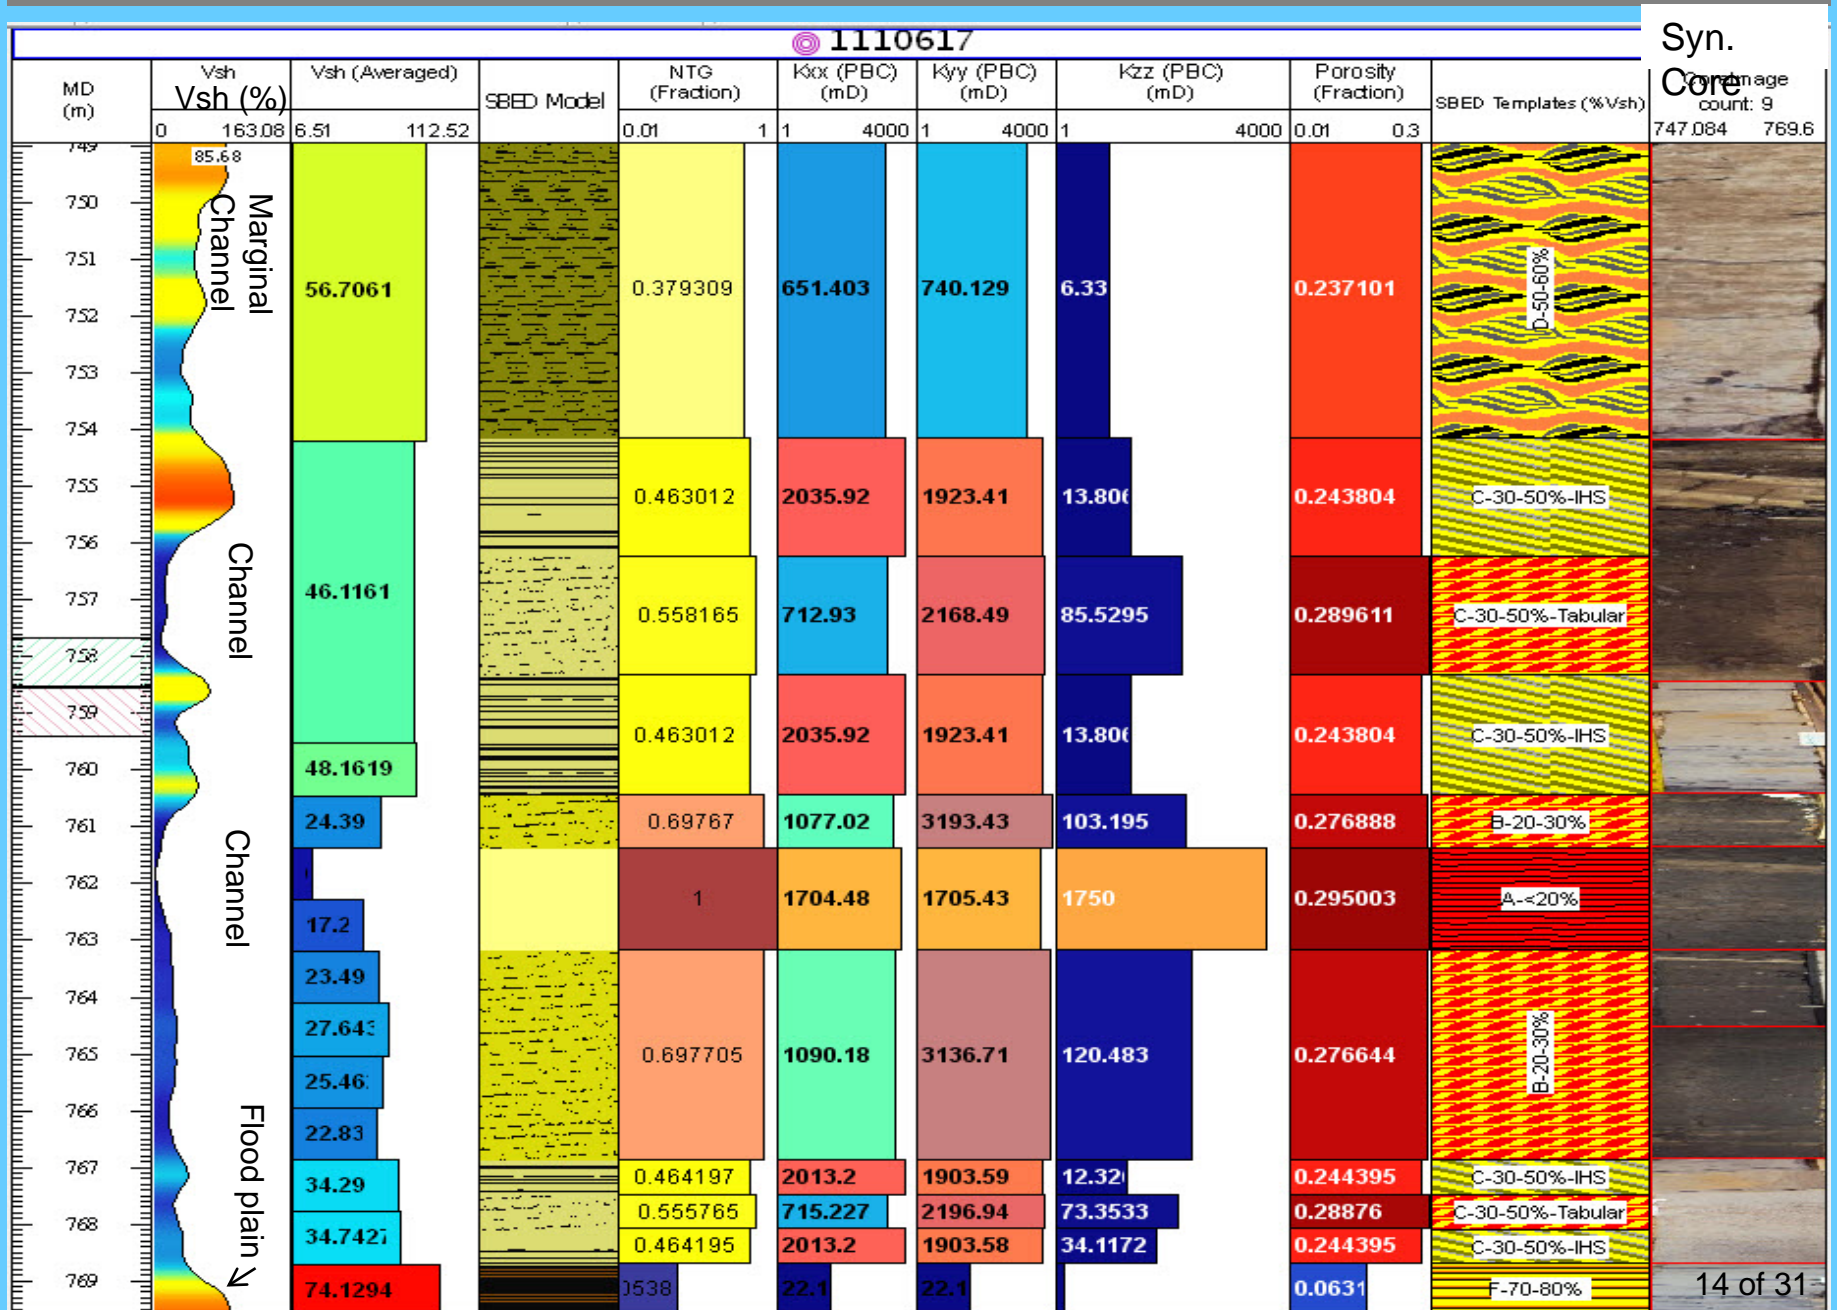 Syn.
Core
1110617
MD
(m)
Vsh
Vsh (%)
0 163.08
Vsh (Averaged)
6.51 112.52
SBED Model
NTG
(Fraction)
0.01 1
Kxx (PBC)
(mD)
1 4000
Kyy (PBC)
(mD)
1 4000
Kzz (PBC)
(mD)
1 4000
Porosity
(Fraction)
0.01 0.3
SBED Templates (%Vsh)
count: 9
747.084 769.6
749
750
751
752
753
754
755
756
757
758
759
760
761
762
763
764
765
766
767
768
769
85.68
Marginal
Channel
Channel
Channel
Flood plain
56.7061
46.1161
48.1619
24.39
17.2
23.49
27.643
25.46
22.83
34.29
34.7427
74.1294
0.379309 651.403 740.129 6.33 0.237101 D-50-60%
0.463012 2035.92 1923.41 13.806 0.243804 C-30-50%-IHS
0.558165 712.93 2168.49 85.5295 0.289611 C-30-50%-Tabular
0.463012 2035.92 1923.41 13.806 0.243804 C-30-50%-IHS
0.69767 1077.02 3193.43 103.195 0.276888 B-20-30%
1 1704.48 1705.43 1750 0.295003 A-<20%
0.697705 1090.18 3136.71 120.483 0.276644 B-20-30%
0.464197 2013.2 1903.59 12.32 0.244395 C-30-50%-IHS
0.555765 715.227 2196.94 73.3533 0.28876 C-30-50%-Tabular
0.464195 2013.2 1903.58 34.1172 0.244395 C-30-50%-IHS
0538 22.1 22.1 0.0631 F-70-80%
14 of 31